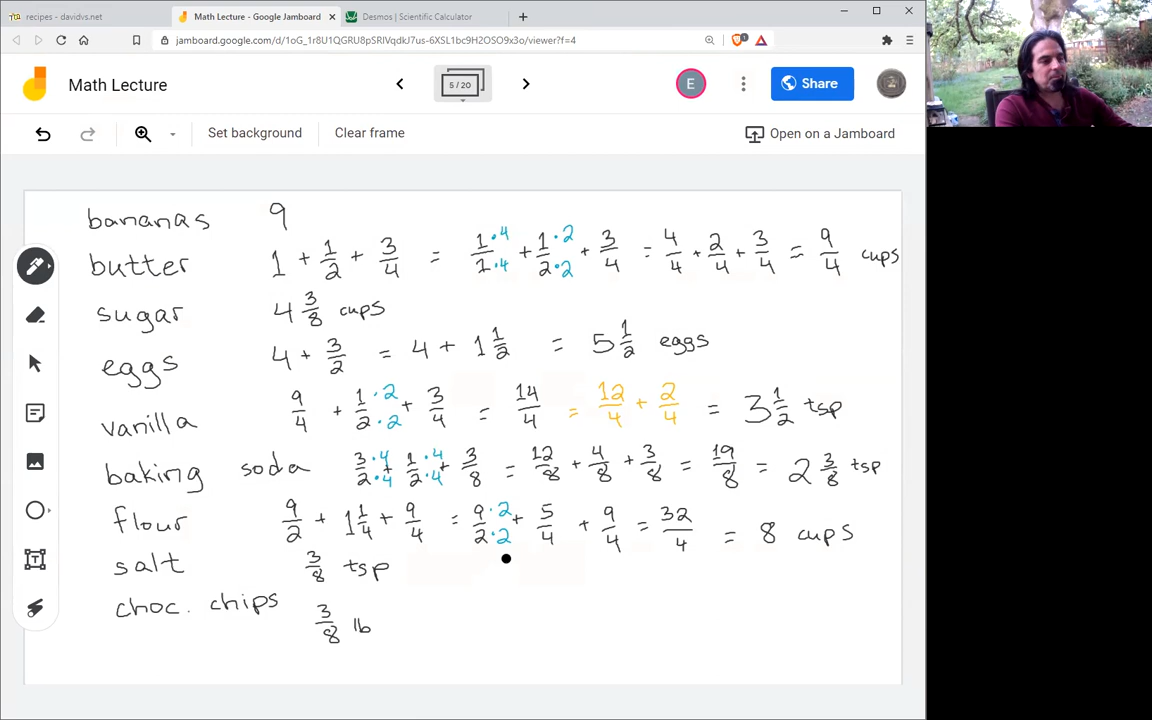 recipes - davidvs.net
Math Lecture - Google Jamboard
Desmos | Scientific Calculator
jamboard.google.com/d/1oG_1r8U1QGRU8pSRIVqdkJ7us-6XSL1bc9H2OSO9x3o/viewer?f=4
Math Lecture
5 / 20
E
Share
Set background
Clear frame
Open on a Jamboard
bananas 9
butter 1 + 1/2 + 3/4 = 1·4/1·4 + 1·2/2·2 + 3/4 = 4/4 + 2/4 + 3/4 = 9/4 cups
sugar 4 3/8 cups
eggs 4 + 3/2 = 4 + 1 1/2 = 5 1/2 eggs
vanilla 9/4 + 1·2/2·2 + 3/4 = 14/4 = 12/4 + 2/4 = 3 1/2 tsp
baking soda 3·4/2·4 + 1·4/2·4 + 3/8 = 12/8 + 4/8 + 3/8 = 19/8 = 2 3/8 tsp
flour 9/2 + 1 1/4 + 9/4 = 9·2/2·2 + 5/4 + 9/4 = 32/4 = 8 cups
salt 3/8 tsp
choc. chips 3/8 lb